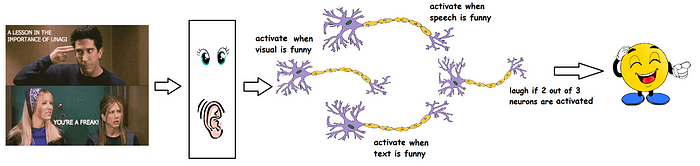 A LESSON IN THE
IMPORTANCE OF UNAGI
YOU'RE A FREAK!
activate when
visual is funny
activate when
speech is funny
activate when
text is funny
laugh if 2 out of 3
neurons are activated